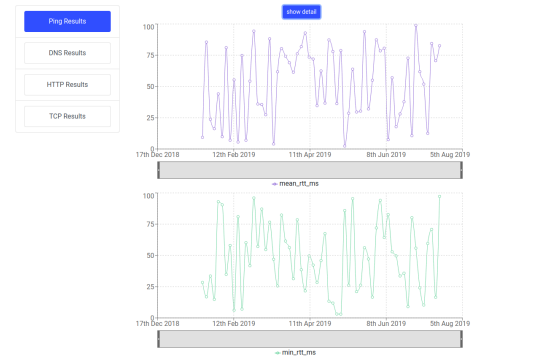 Ping Results
DNS Results
HTTP Results
TCP Results
show detail
100
75
50
25
0
17th Dec 2018
12th Feb 2019
11th Apr 2019
8th Jun 2019
5th Aug 2019
mean_rtt_ms
100
75
50
25
0
17th Dec 2018
12th Feb 2019
11th Apr 2019
8th Jun 2019
5th Aug 2019
min_rtt_ms